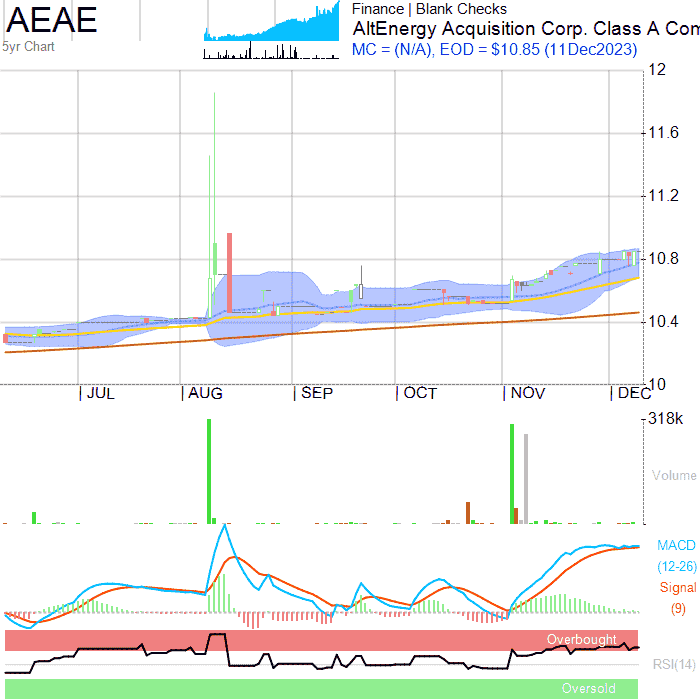 AEAE
5yr Chart
Finance | Blank Checks
AltEnergy Acquisition Corp. Class A Com
MC = (N/A), EOD = $10.85 (11Dec2023)
12
11.6
11.2
10.8
10.4
10
JUL
AUG
SEP
OCT
NOV
DEC
318k
Volume
MACD
(12-26)
Signal
(9)
Overbought
RSI(14)
Oversold